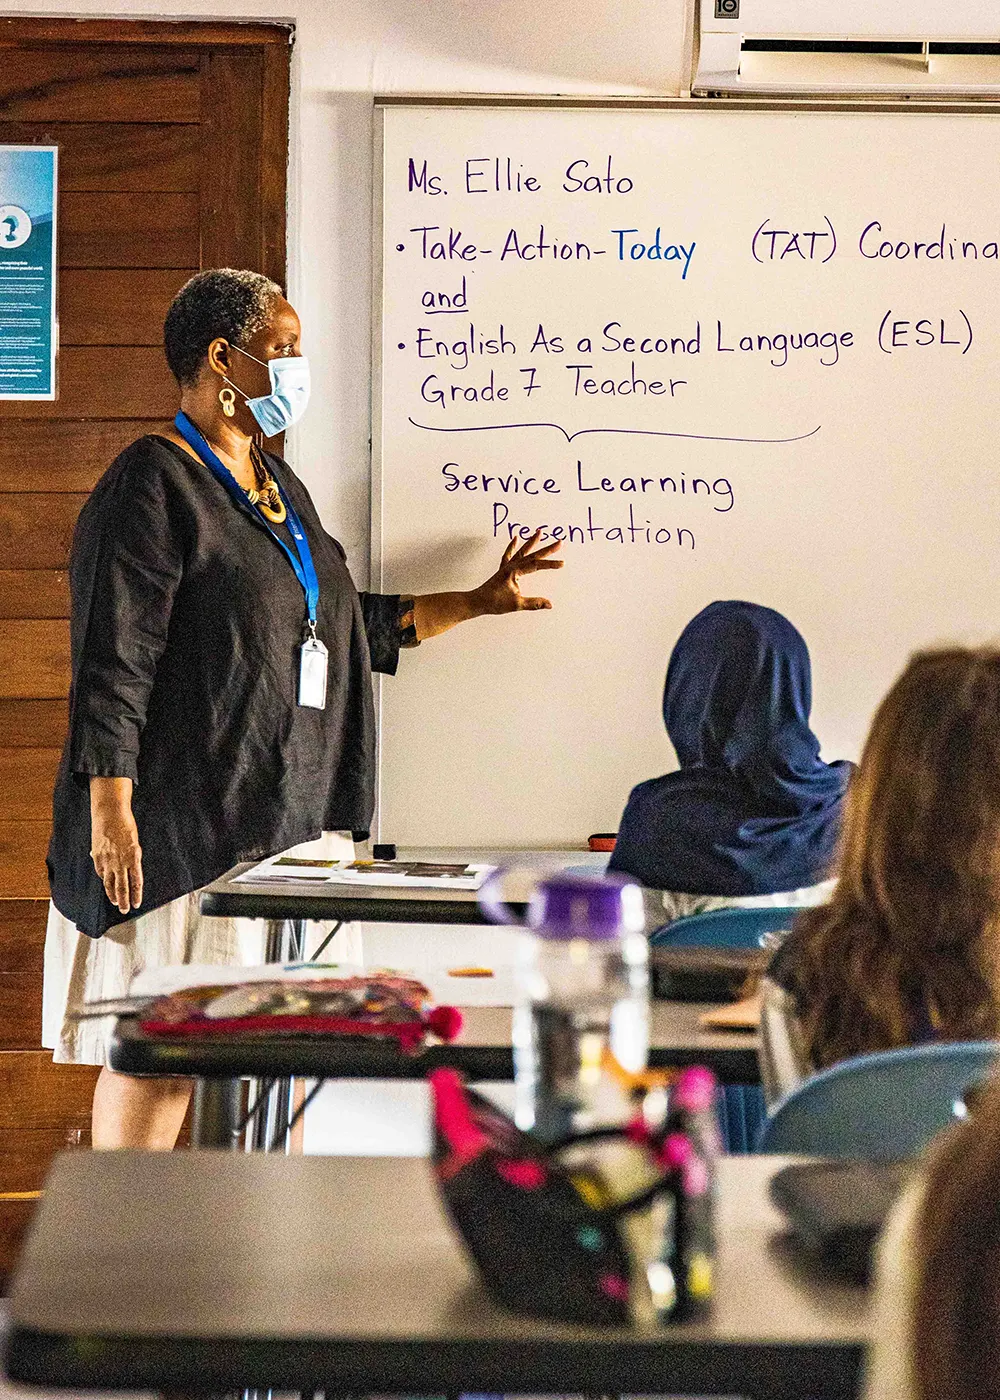 10
Ms. Ellie Sato
• Take-Action-Today (TAT) Coordina
and
• English As a Second Language (ESL)
Grade 7 Teacher
Service Learning
Presentation